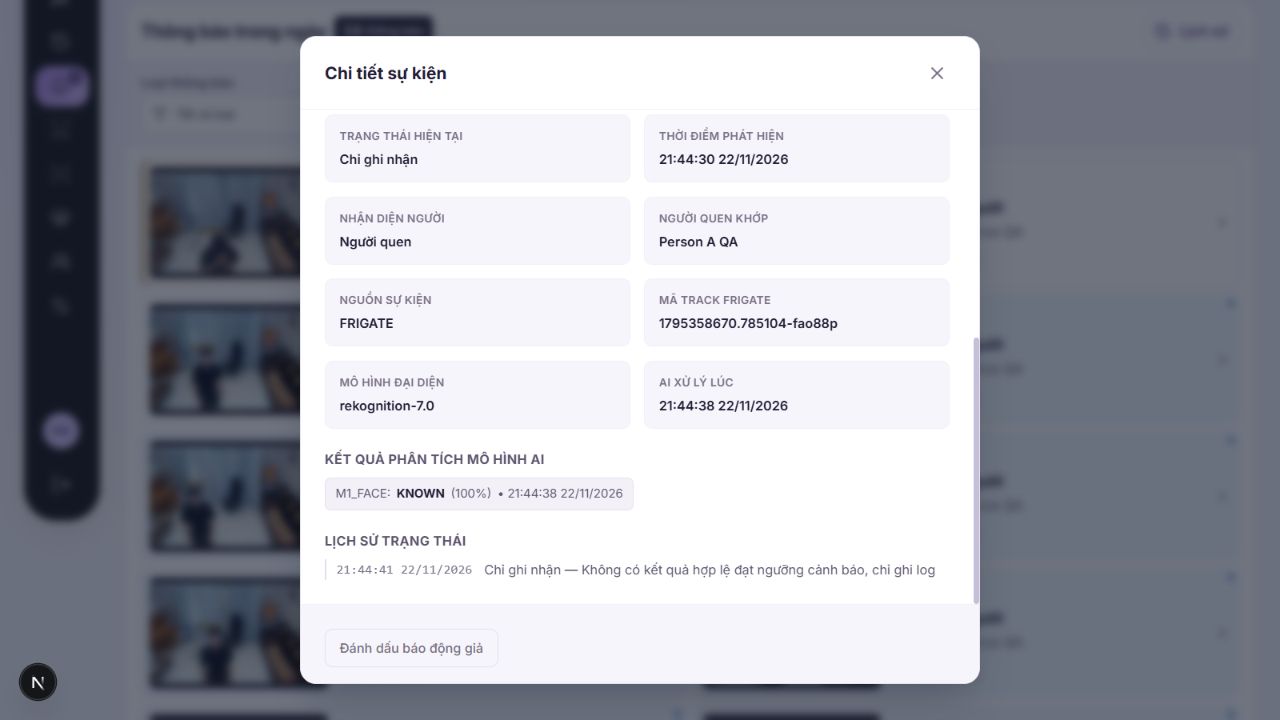 Chi tiết sự kiện
TRẠNG THÁI HIỆN TẠI
Chỉ ghi nhận
THỜI ĐIỂM PHÁT HIỆN
21:44:30 22/11/2026
NHẬN DIỆN NGƯỜI
Người quen
NGƯỜI QUEN KHỚP
Person A QA
NGUỒN SỰ KIỆN
FRIGATE
MÃ TRACK FRIGATE
1795358670.785104-fao88p
MÔ HÌNH ĐẠI DIỆN
rekognition-7.0
AI XỬ LÝ LÚC
21:44:38 22/11/2026
KẾT QUẢ PHÂN TÍCH MÔ HÌNH AI
M1_FACE: KNOWN (100%) • 21:44:38 22/11/2026
LỊCH SỬ TRẠNG THÁI
21:44:41 22/11/2026 Chỉ ghi nhận — Không có kết quả hợp lệ đạt ngưỡng cảnh báo, chỉ ghi log
Đánh dấu báo động giả
N